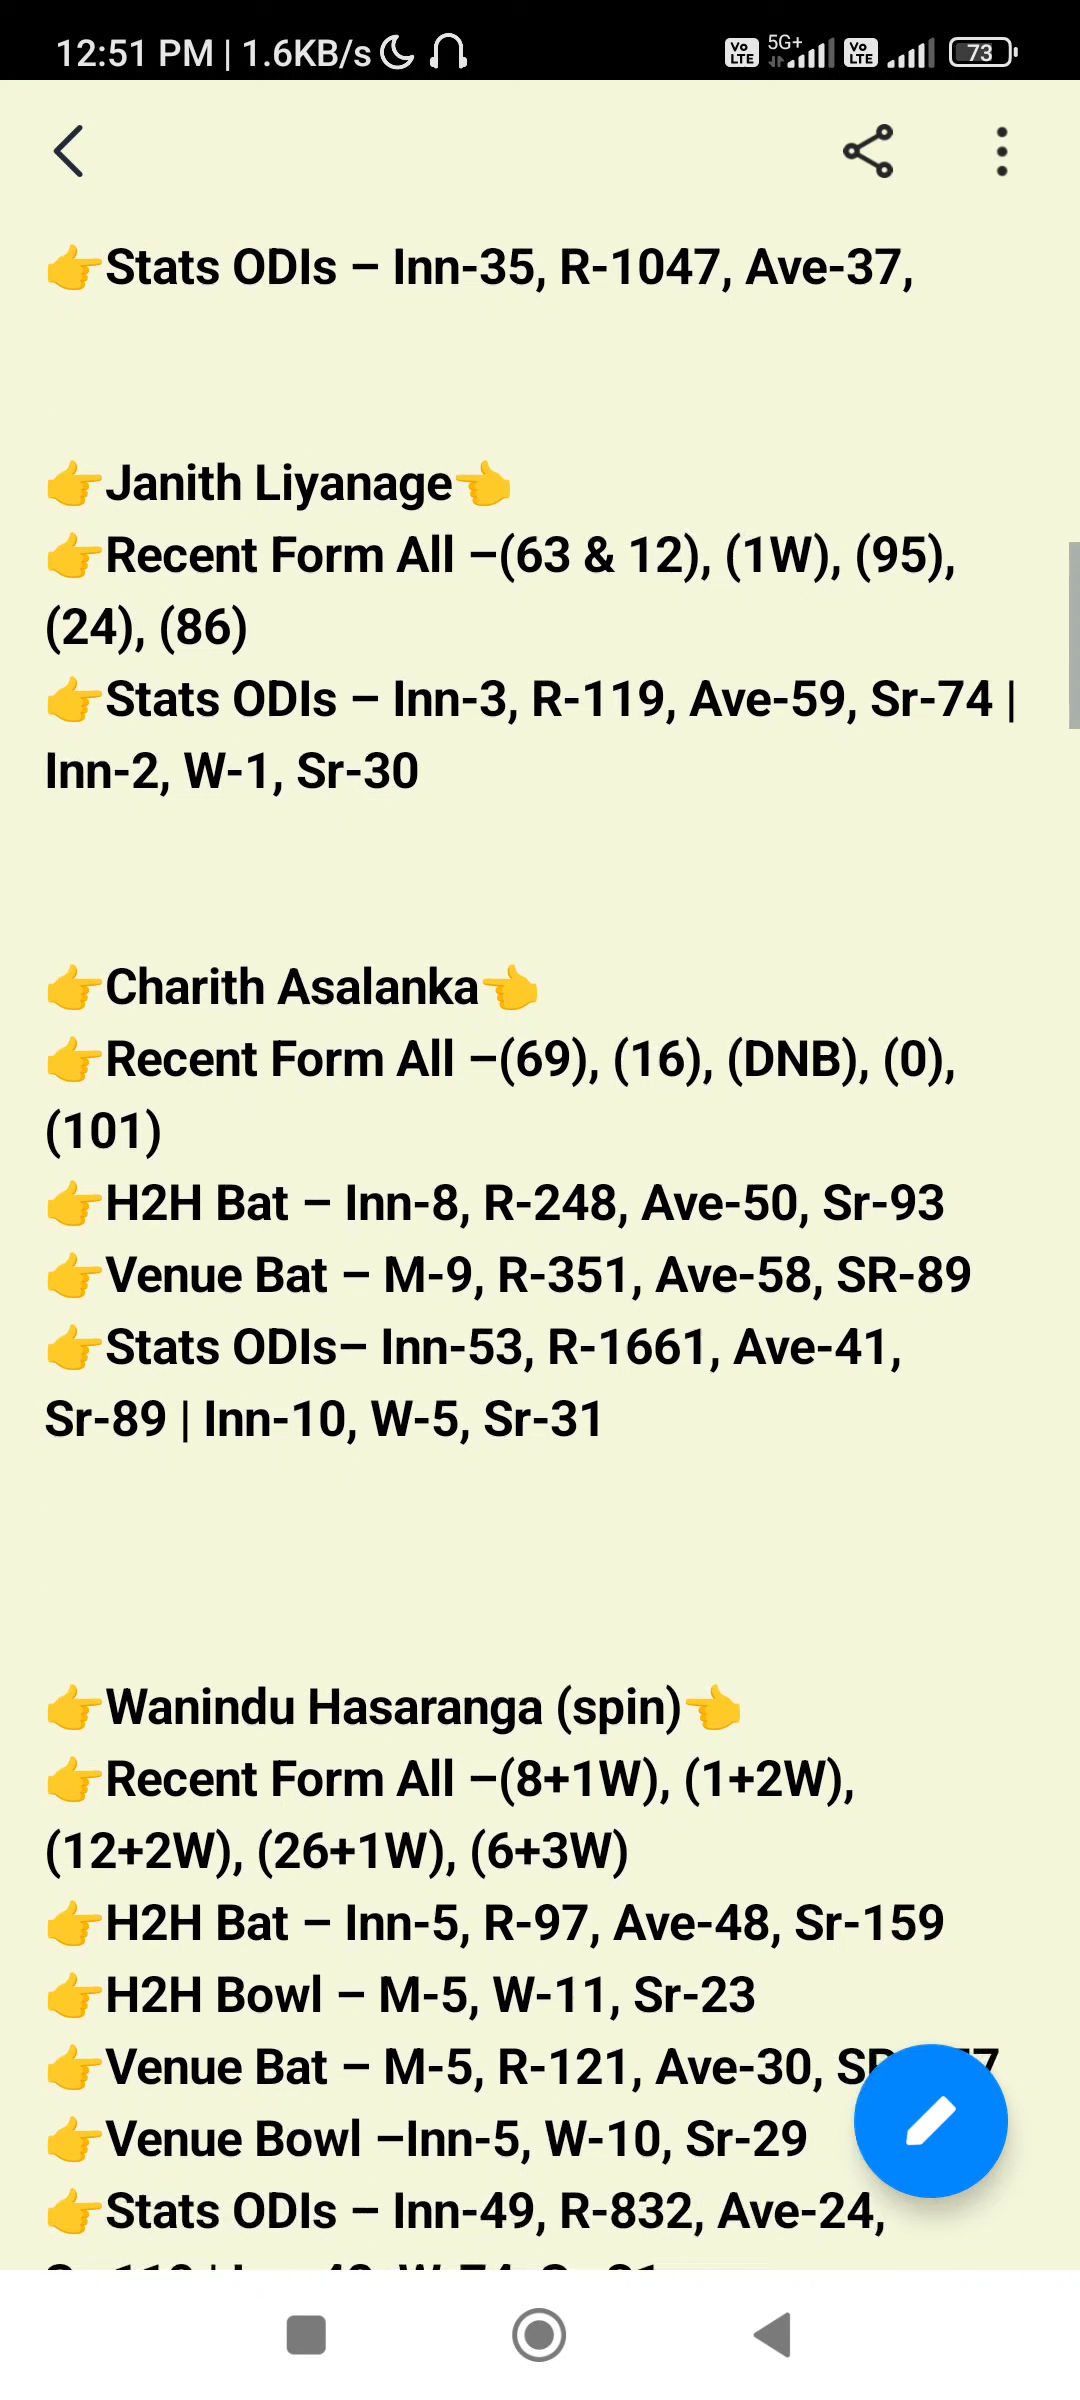 12:51 PM | 1.6KB/s
Vo LTE 5G+ Vo LTE 73
👉Stats ODIs – Inn-35, R-1047, Ave-37,
👉Janith Liyanage👈
👉Recent Form All –(63 & 12), (1W), (95),
(24), (86)
👉Stats ODIs – Inn-3, R-119, Ave-59, Sr-74 |
Inn-2, W-1, Sr-30
👉Charith Asalanka👈
👉Recent Form All –(69), (16), (DNB), (0),
(101)
👉H2H Bat – Inn-8, R-248, Ave-50, Sr-93
👉Venue Bat – M-9, R-351, Ave-58, SR-89
👉Stats ODIs– Inn-53, R-1661, Ave-41,
Sr-89 | Inn-10, W-5, Sr-31
👉Wanindu Hasaranga (spin)👈
👉Recent Form All –(8+1W), (1+2W),
(12+2W), (26+1W), (6+3W)
👉H2H Bat – Inn-5, R-97, Ave-48, Sr-159
👉H2H Bowl – M-5, W-11, Sr-23
👉Venue Bat – M-5, R-121, Ave-30,
👉Venue Bowl –Inn-5, W-10, Sr-29
👉Stats ODIs – Inn-49, R-832, Ave-24,